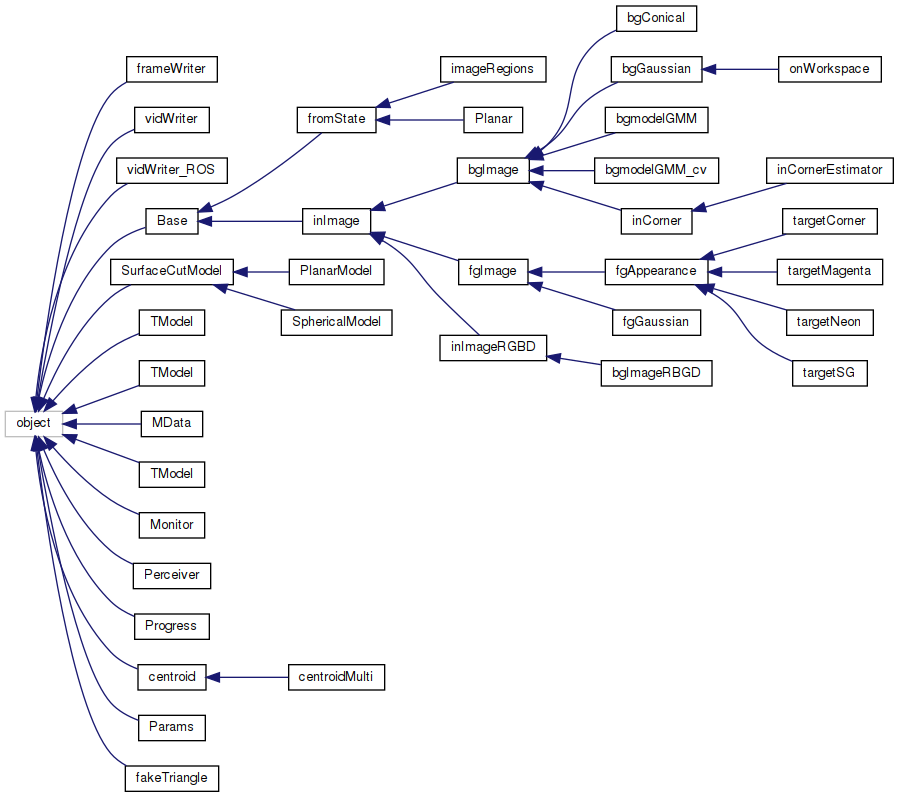 bgConical
frameWriter
imageRegions
bgGaussian
onWorkspace
vidWriter
fromState
Planar
bgmodelGMM
vidWriter_ROS
bgImage
bgmodelGMM_cv
inCornerEstimator
Base
inImage
inCorner
targetCorner
SurfaceCutModel
PlanarModel
fgImage
fgAppearance
targetMagenta
TModel
SphericalModel
fgGaussian
targetNeon
inImageRGBD
TModel
bgImageRBGD
targetSG
object
MData
TModel
Monitor
Perceiver
Progress
centroid
centroidMulti
Params
fakeTriangle